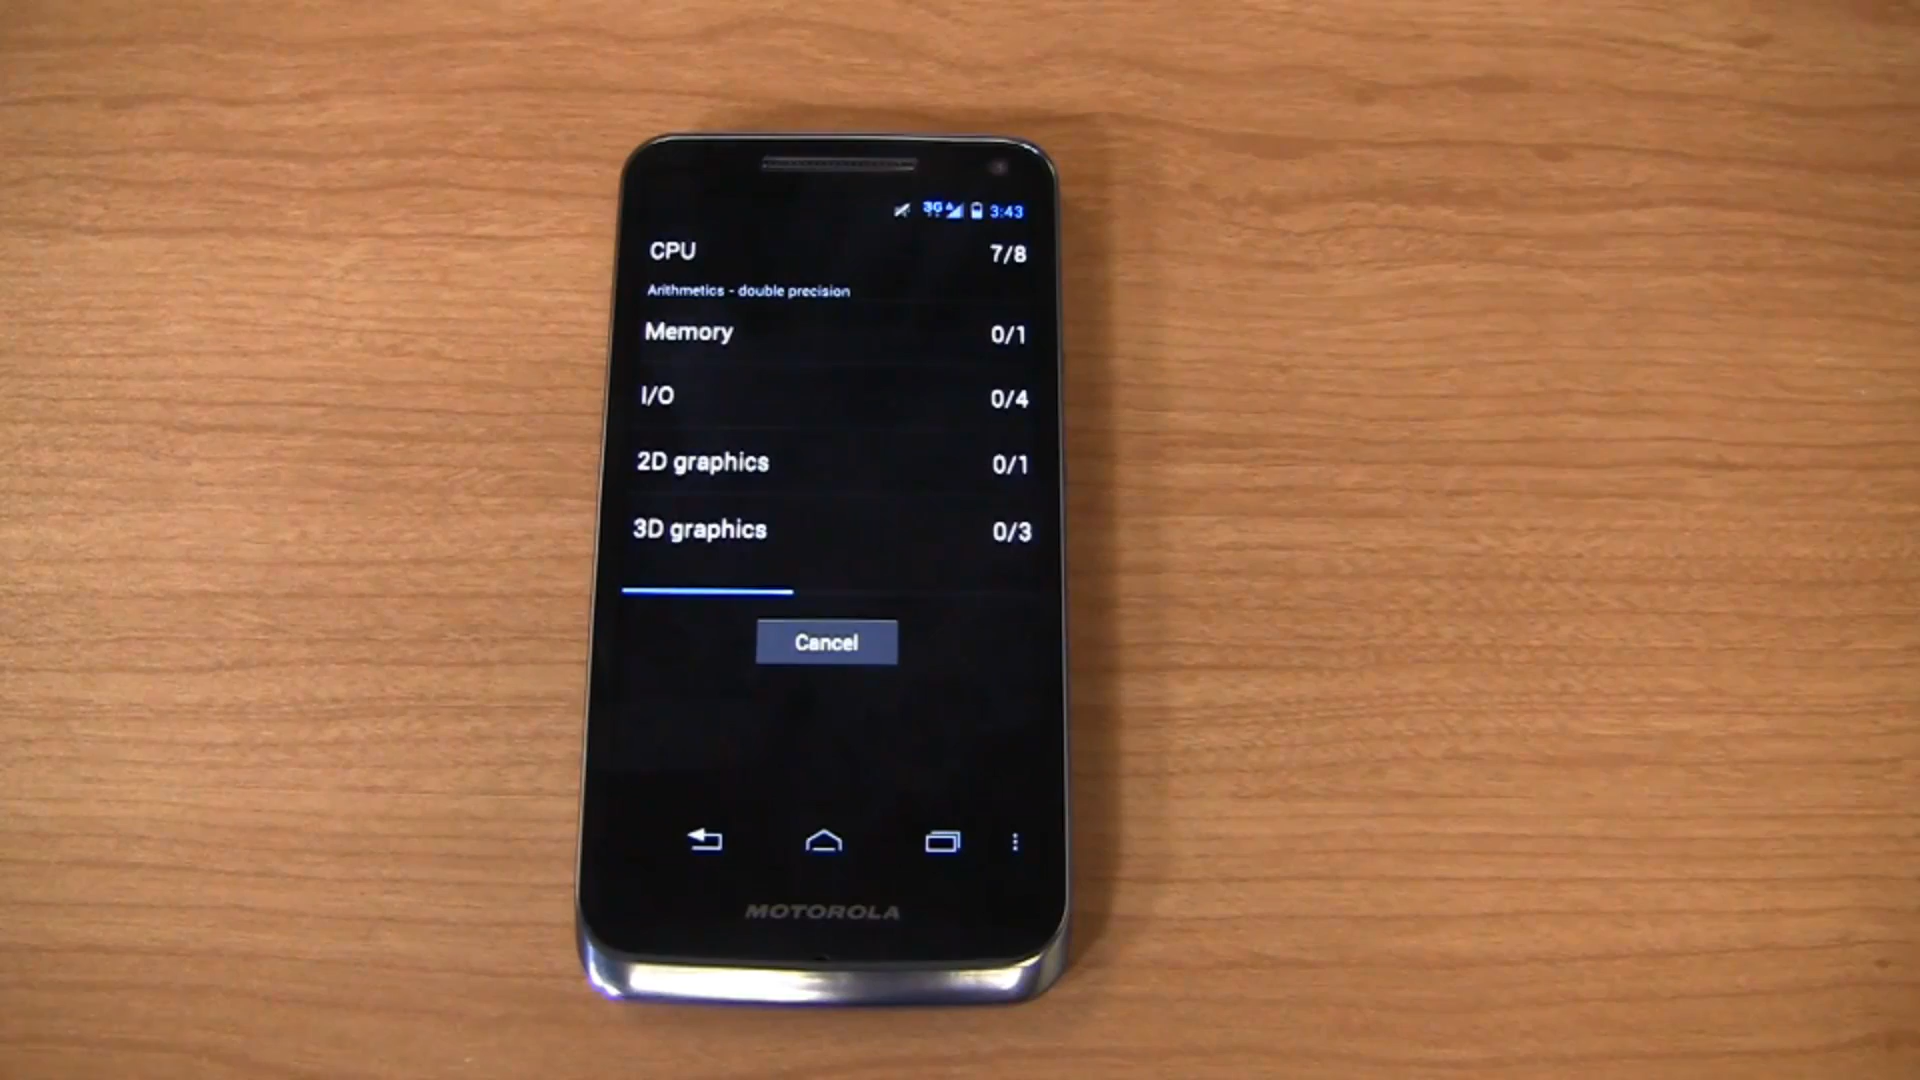 3G 3:43
CPU 7/8
Arithmetics - double precision
Memory 0/1
I/O 0/4
2D graphics 0/1
3D graphics 0/3
Cancel
MOTOROLA